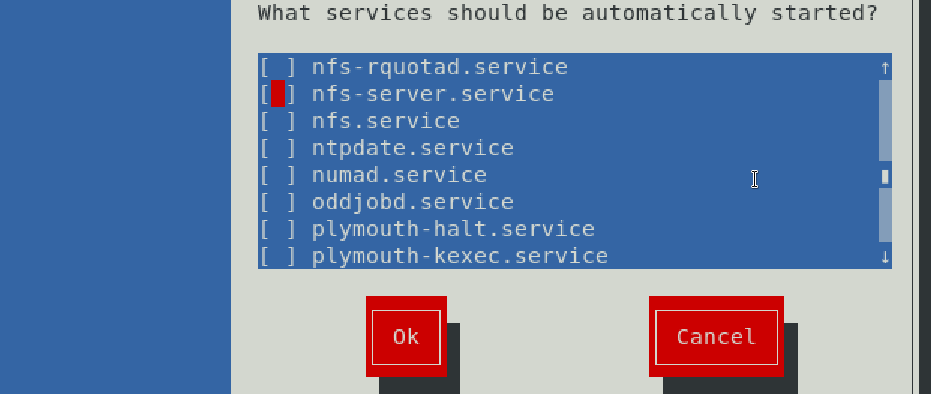 What services should be automatically started?
[ ] nfs-rquotad.service ↑
[ ] nfs-server.service
[ ] nfs.service
[ ] ntpdate.service
[ ] numad.service
[ ] oddjobd.service
[ ] plymouth-halt.service
[ ] plymouth-kexec.service ↓
Ok Cancel